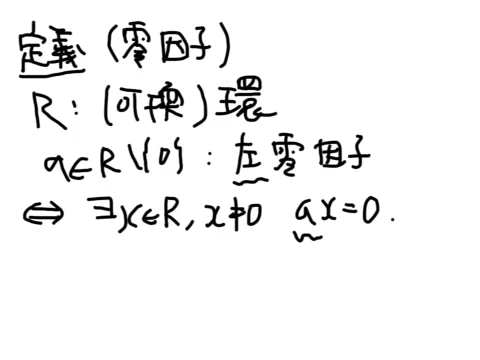 定義 (零因子)
R: (可換)環
a∈R\{0}: 左零因子
⇔ ∃x∈R, x≠0 ax=0.